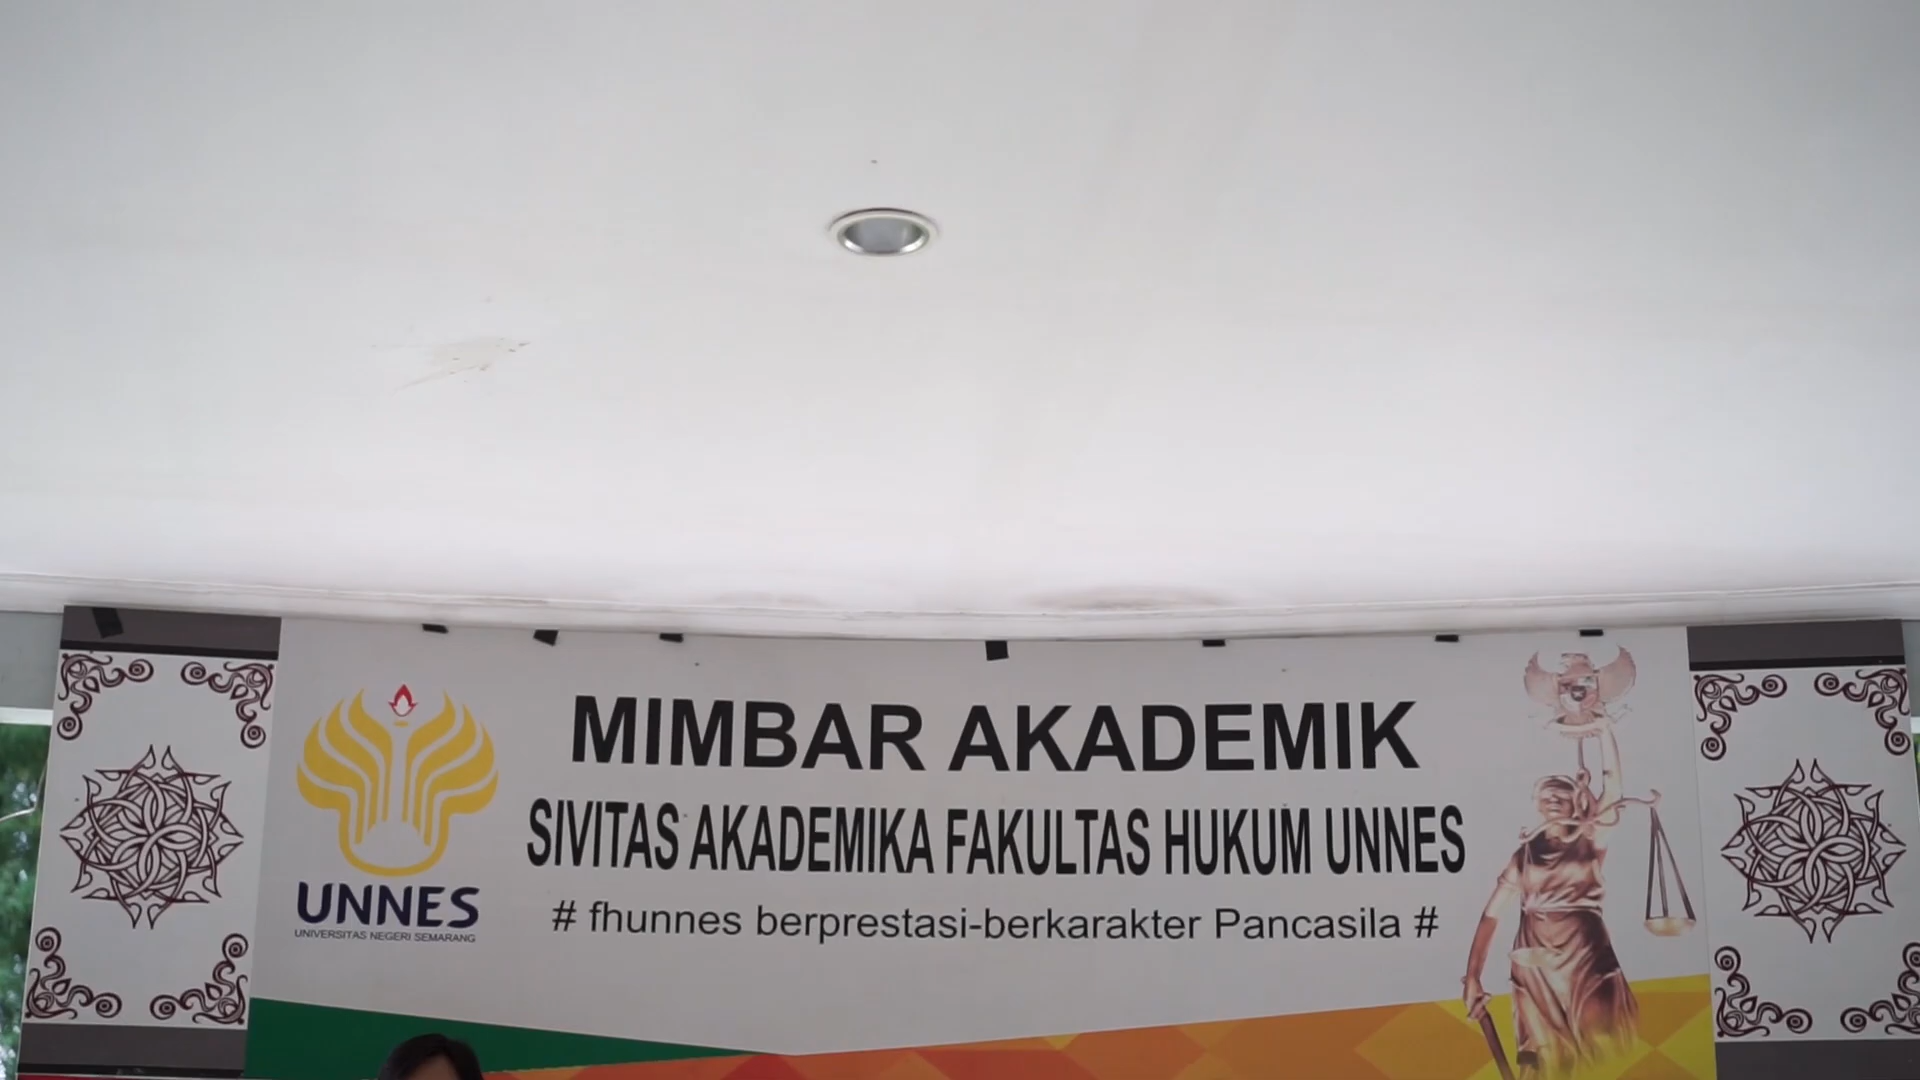 MIMBAR AKADEMIK
SIVITAS AKADEMIKA FAKULTAS HUKUM UNNES
# fhunnes berprestasi-berkarakter Pancasila #
UNNES
UNIVERSITAS NEGERI SEMARANG